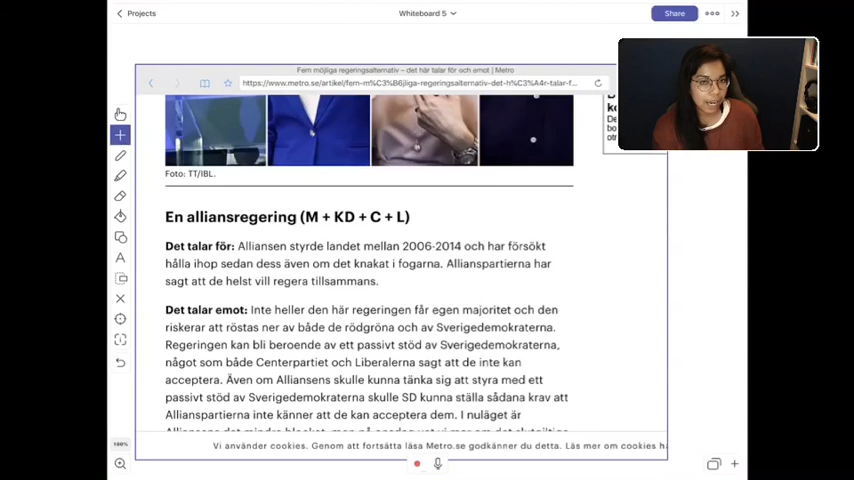 Projects
Whiteboard 5
Share
Fem möjliga regeringsalternativ – det här talar för och emot | Metro
https://www.metro.se/artikel/fem-m%C3%B6jliga-regeringsalternativ-det-h%C3%A4r-talar-f...
Foto: TT/IBL.
De
bo
otr
En alliansregering (M + KD + C + L)
Det talar för: Alliansen styrde landet mellan 2006-2014 och har försökt
hålla ihop sedan dess även om det knakat i fogarna. Allianspartierna har
sagt att de helst vill regera tillsammans.
Det talar emot: Inte heller den här regeringen får egen majoritet och den
riskerar att röstas ner av både de rödgröna och av Sverigedemokraterna.
Regeringen kan bli beroende av ett passivt stöd av Sverigedemokraterna,
något som både Centerpartiet och Liberalerna sagt att de inte kan
acceptera. Även om Alliansens skulle kunna tänka sig att styra med ett
passivt stöd av Sverigedemokraterna skulle SD kunna ställa sådana krav att
Allianspartierna inte känner att de kan acceptera dem. I nuläget är
Vi använder cookies. Genom att fortsätta läsa Metro.se godkänner du detta. Läs mer om cookies h
100%